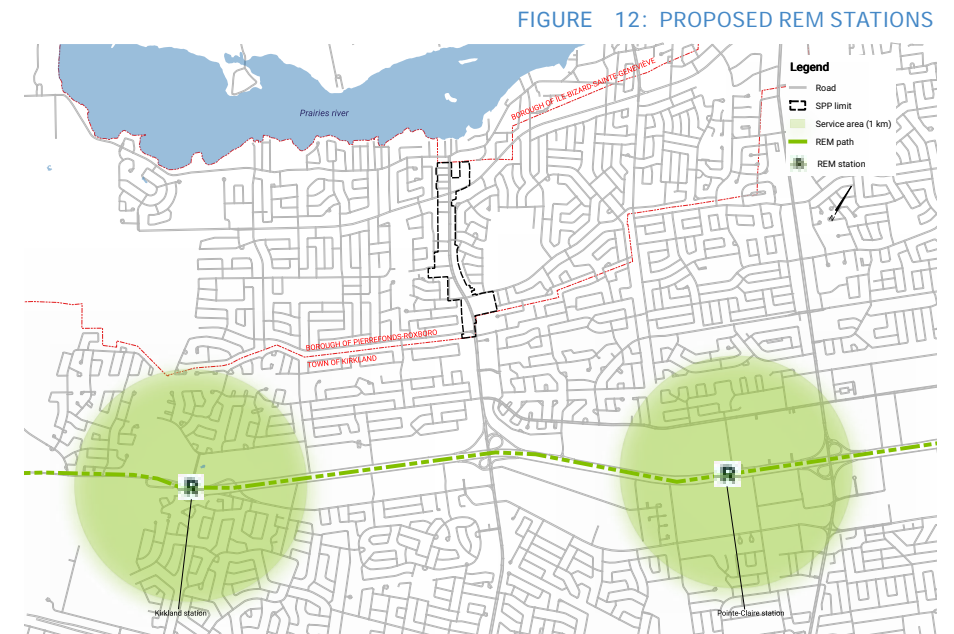 FIGURE 12: PROPOSED REM STATIONS
Legend
Road
SPP limit
Service area (1 km)
REM path
REM station
BOROUGH OF ILE-BIZARD-SAINTE-GENEVIÈVE
Prairies river
BOROUGH OF PIERREFONDS-ROXBORO
TOWN OF KIRKLAND
R
R
Kirkland station
Pointe-Claire station